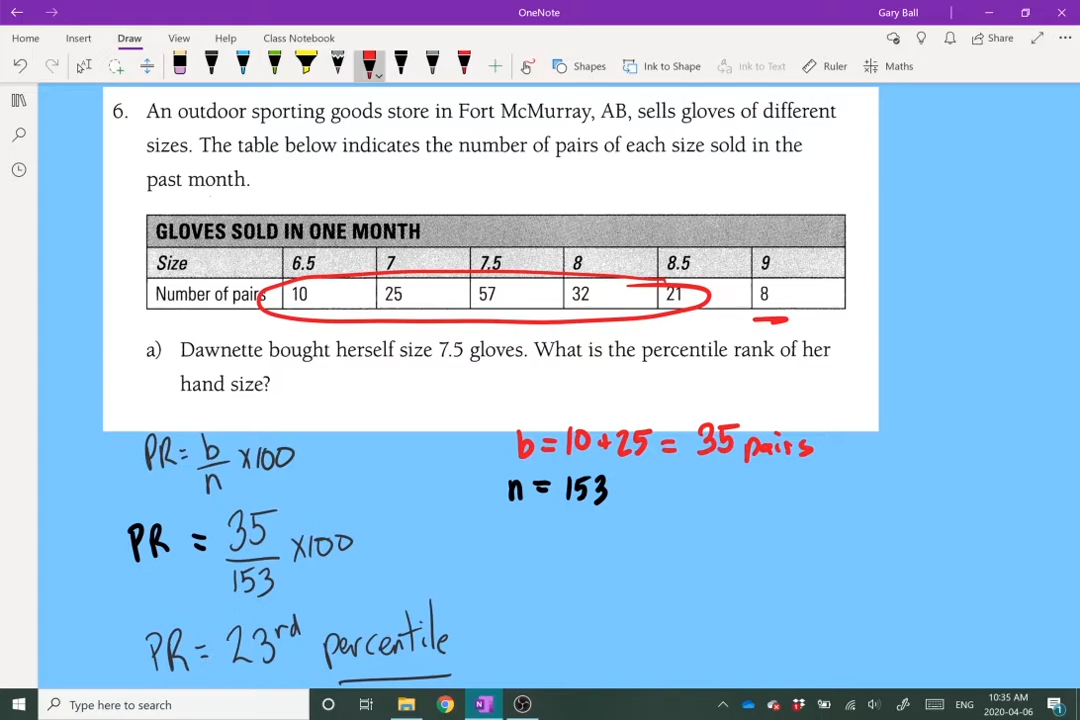 OneNote
Gary Ball
Home Insert Draw View Help Class Notebook
Share
Shapes Ink to Shape Ink to Text Ruler Maths
6. An outdoor sporting goods store in Fort McMurray, AB, sells gloves of different
sizes. The table below indicates the number of pairs of each size sold in the
past month.
GLOVES SOLD IN ONE MONTH
Size 6.5 7 7.5 8 8.5 9
Number of pairs 10 25 57 32 21 8
a) Dawnette bought herself size 7.5 gloves. What is the percentile rank of her
hand size?
PR = b/n x100
b = 10 + 25 = 35 pairs
n = 153
PR = 35/153 x100
PR = 23rd percentile
Type here to search
ENG
10:35 AM
2020-04-06